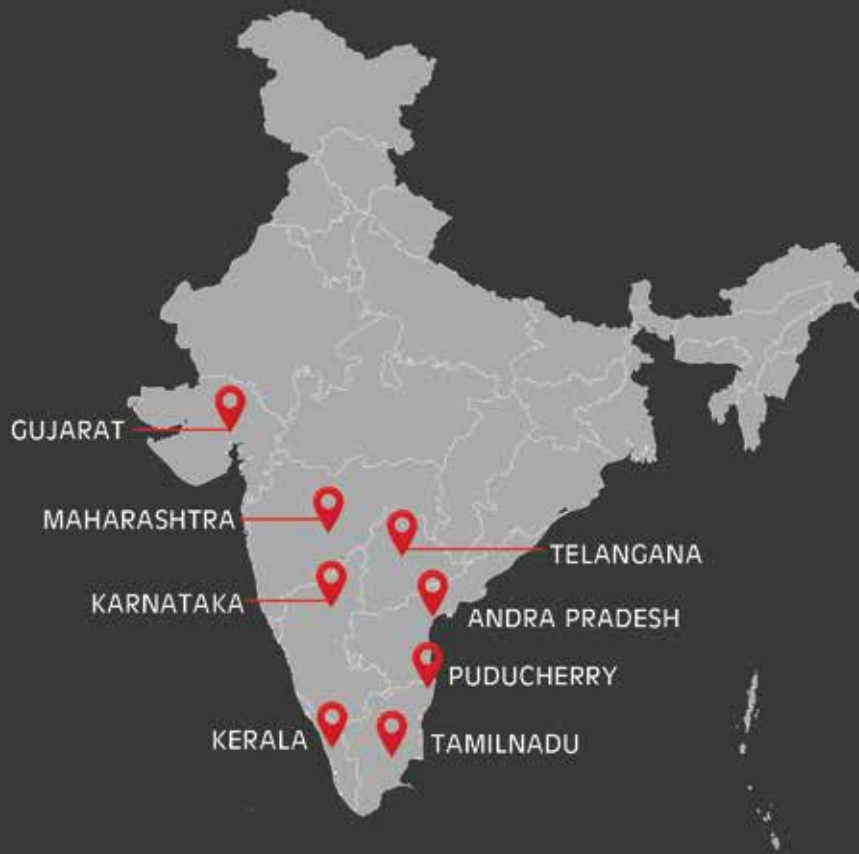 GUJARAT
MAHARASHTRA
TELANGANA
KARNATAKA
ANDRA PRADESH
PUDUCHERRY
KERALA
TAMILNADU